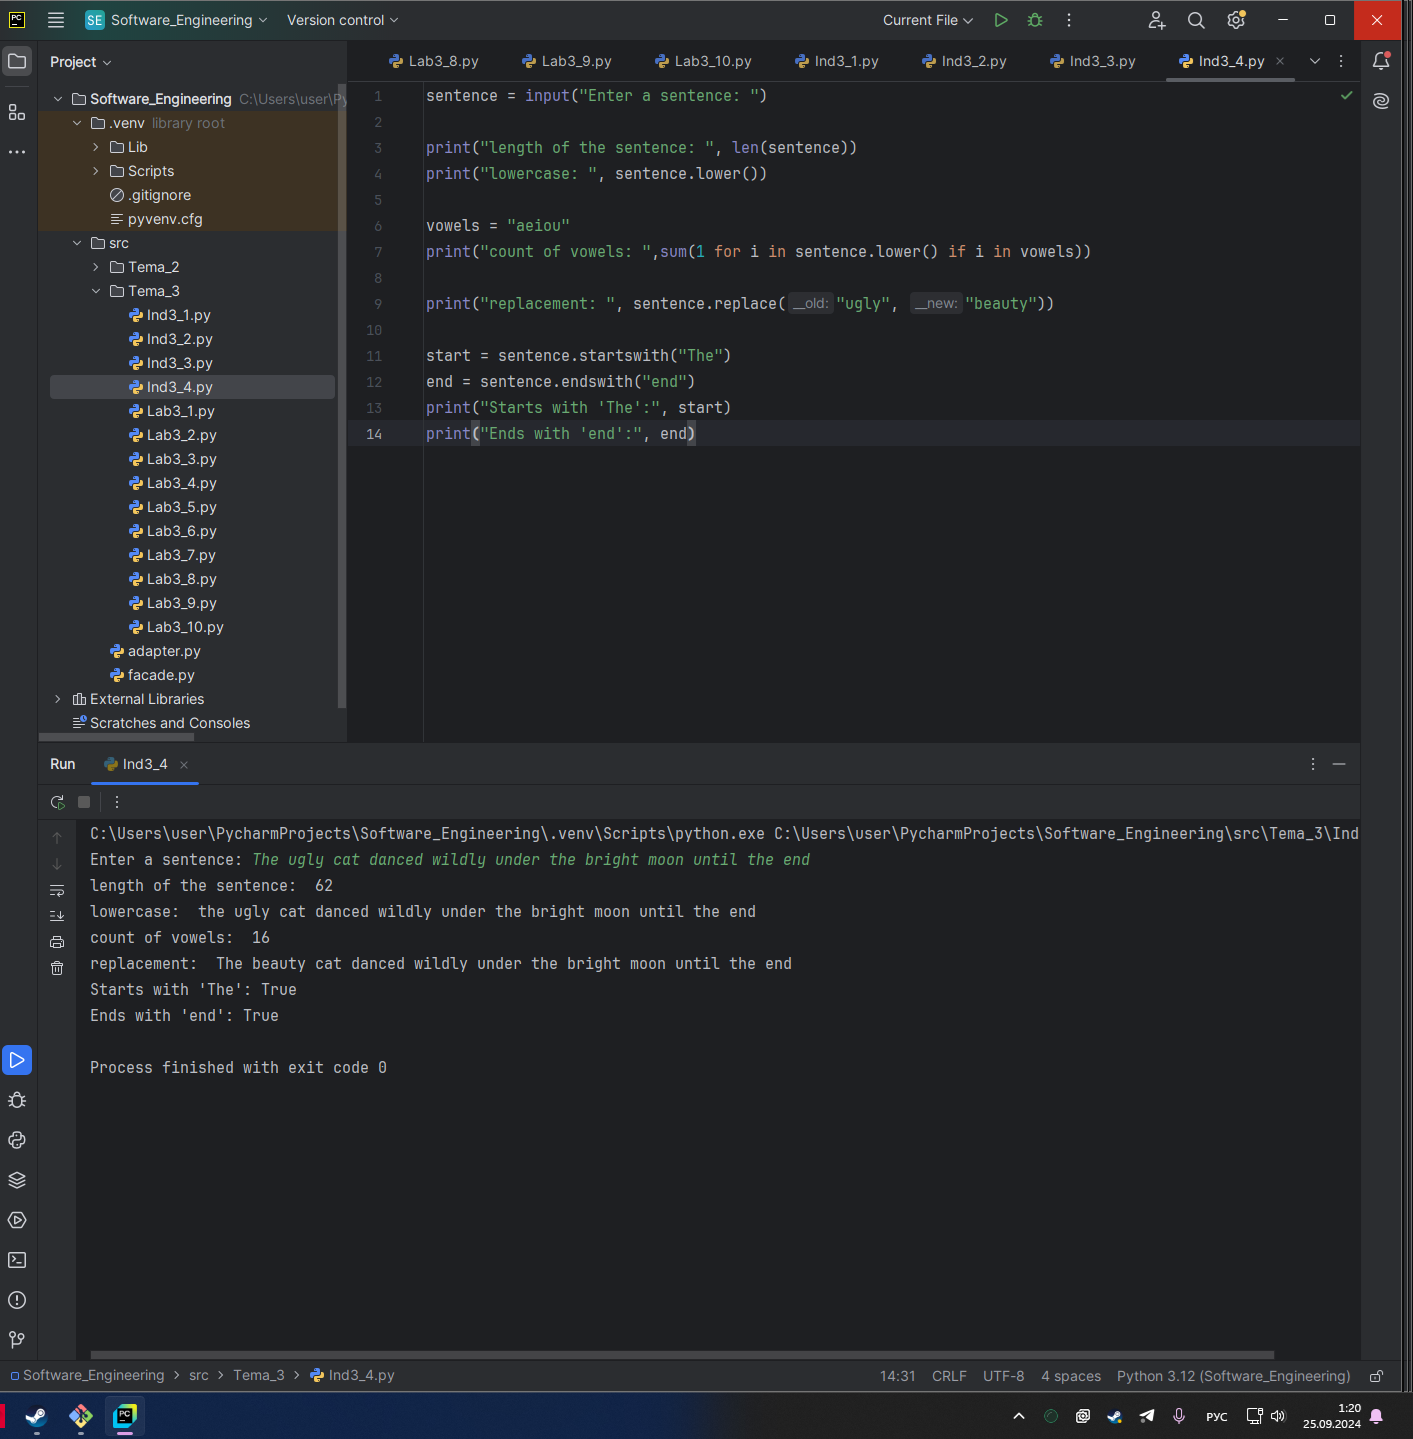 PC
SE Software_Engineering Version control Current File
Project
Lab3_8.py Lab3_9.py Lab3_10.py Ind3_1.py Ind3_2.py Ind3_3.py Ind3_4.py
Software_Engineering C:\Users\user\Py
.venv library root
Lib
Scripts
.gitignore
pyvenv.cfg
src
Tema_2
Tema_3
Ind3_1.py
Ind3_2.py
Ind3_3.py
Ind3_4.py
Lab3_1.py
Lab3_2.py
Lab3_3.py
Lab3_4.py
Lab3_5.py
Lab3_6.py
Lab3_7.py
Lab3_8.py
Lab3_9.py
Lab3_10.py
adapter.py
facade.py
External Libraries
Scratches and Consoles
1 sentence = input("Enter a sentence: ")
2
3 print("length of the sentence: ", len(sentence))
4 print("lowercase: ", sentence.lower())
5
6 vowels = "aeiou"
7 print("count of vowels: ",sum(1 for i in sentence.lower() if i in vowels))
8
9 print("replacement: ", sentence.replace( __old: "ugly", __new: "beauty"))
10
11 start = sentence.startswith("The")
12 end = sentence.endswith("end")
13 print("Starts with 'The':", start)
14 print("Ends with 'end':", end)
Run Ind3_4
C:\Users\user\PycharmProjects\Software_Engineering\.venv\Scripts\python.exe C:\Users\user\PycharmProjects\Software_Engineering\src\Tema_3\Ind
Enter a sentence: The ugly cat danced wildly under the bright moon until the end
length of the sentence:  62
lowercase:  the ugly cat danced wildly under the bright moon until the end
count of vowels:  16
replacement:  The beauty cat danced wildly under the bright moon until the end
Starts with 'The': True
Ends with 'end': True
Process finished with exit code 0
Software_Engineering > src > Tema_3 > Ind3_4.py 14:31 CRLF UTF-8 4 spaces Python 3.12 (Software_Engineering)
PC РУС 1:20
25.09.2024